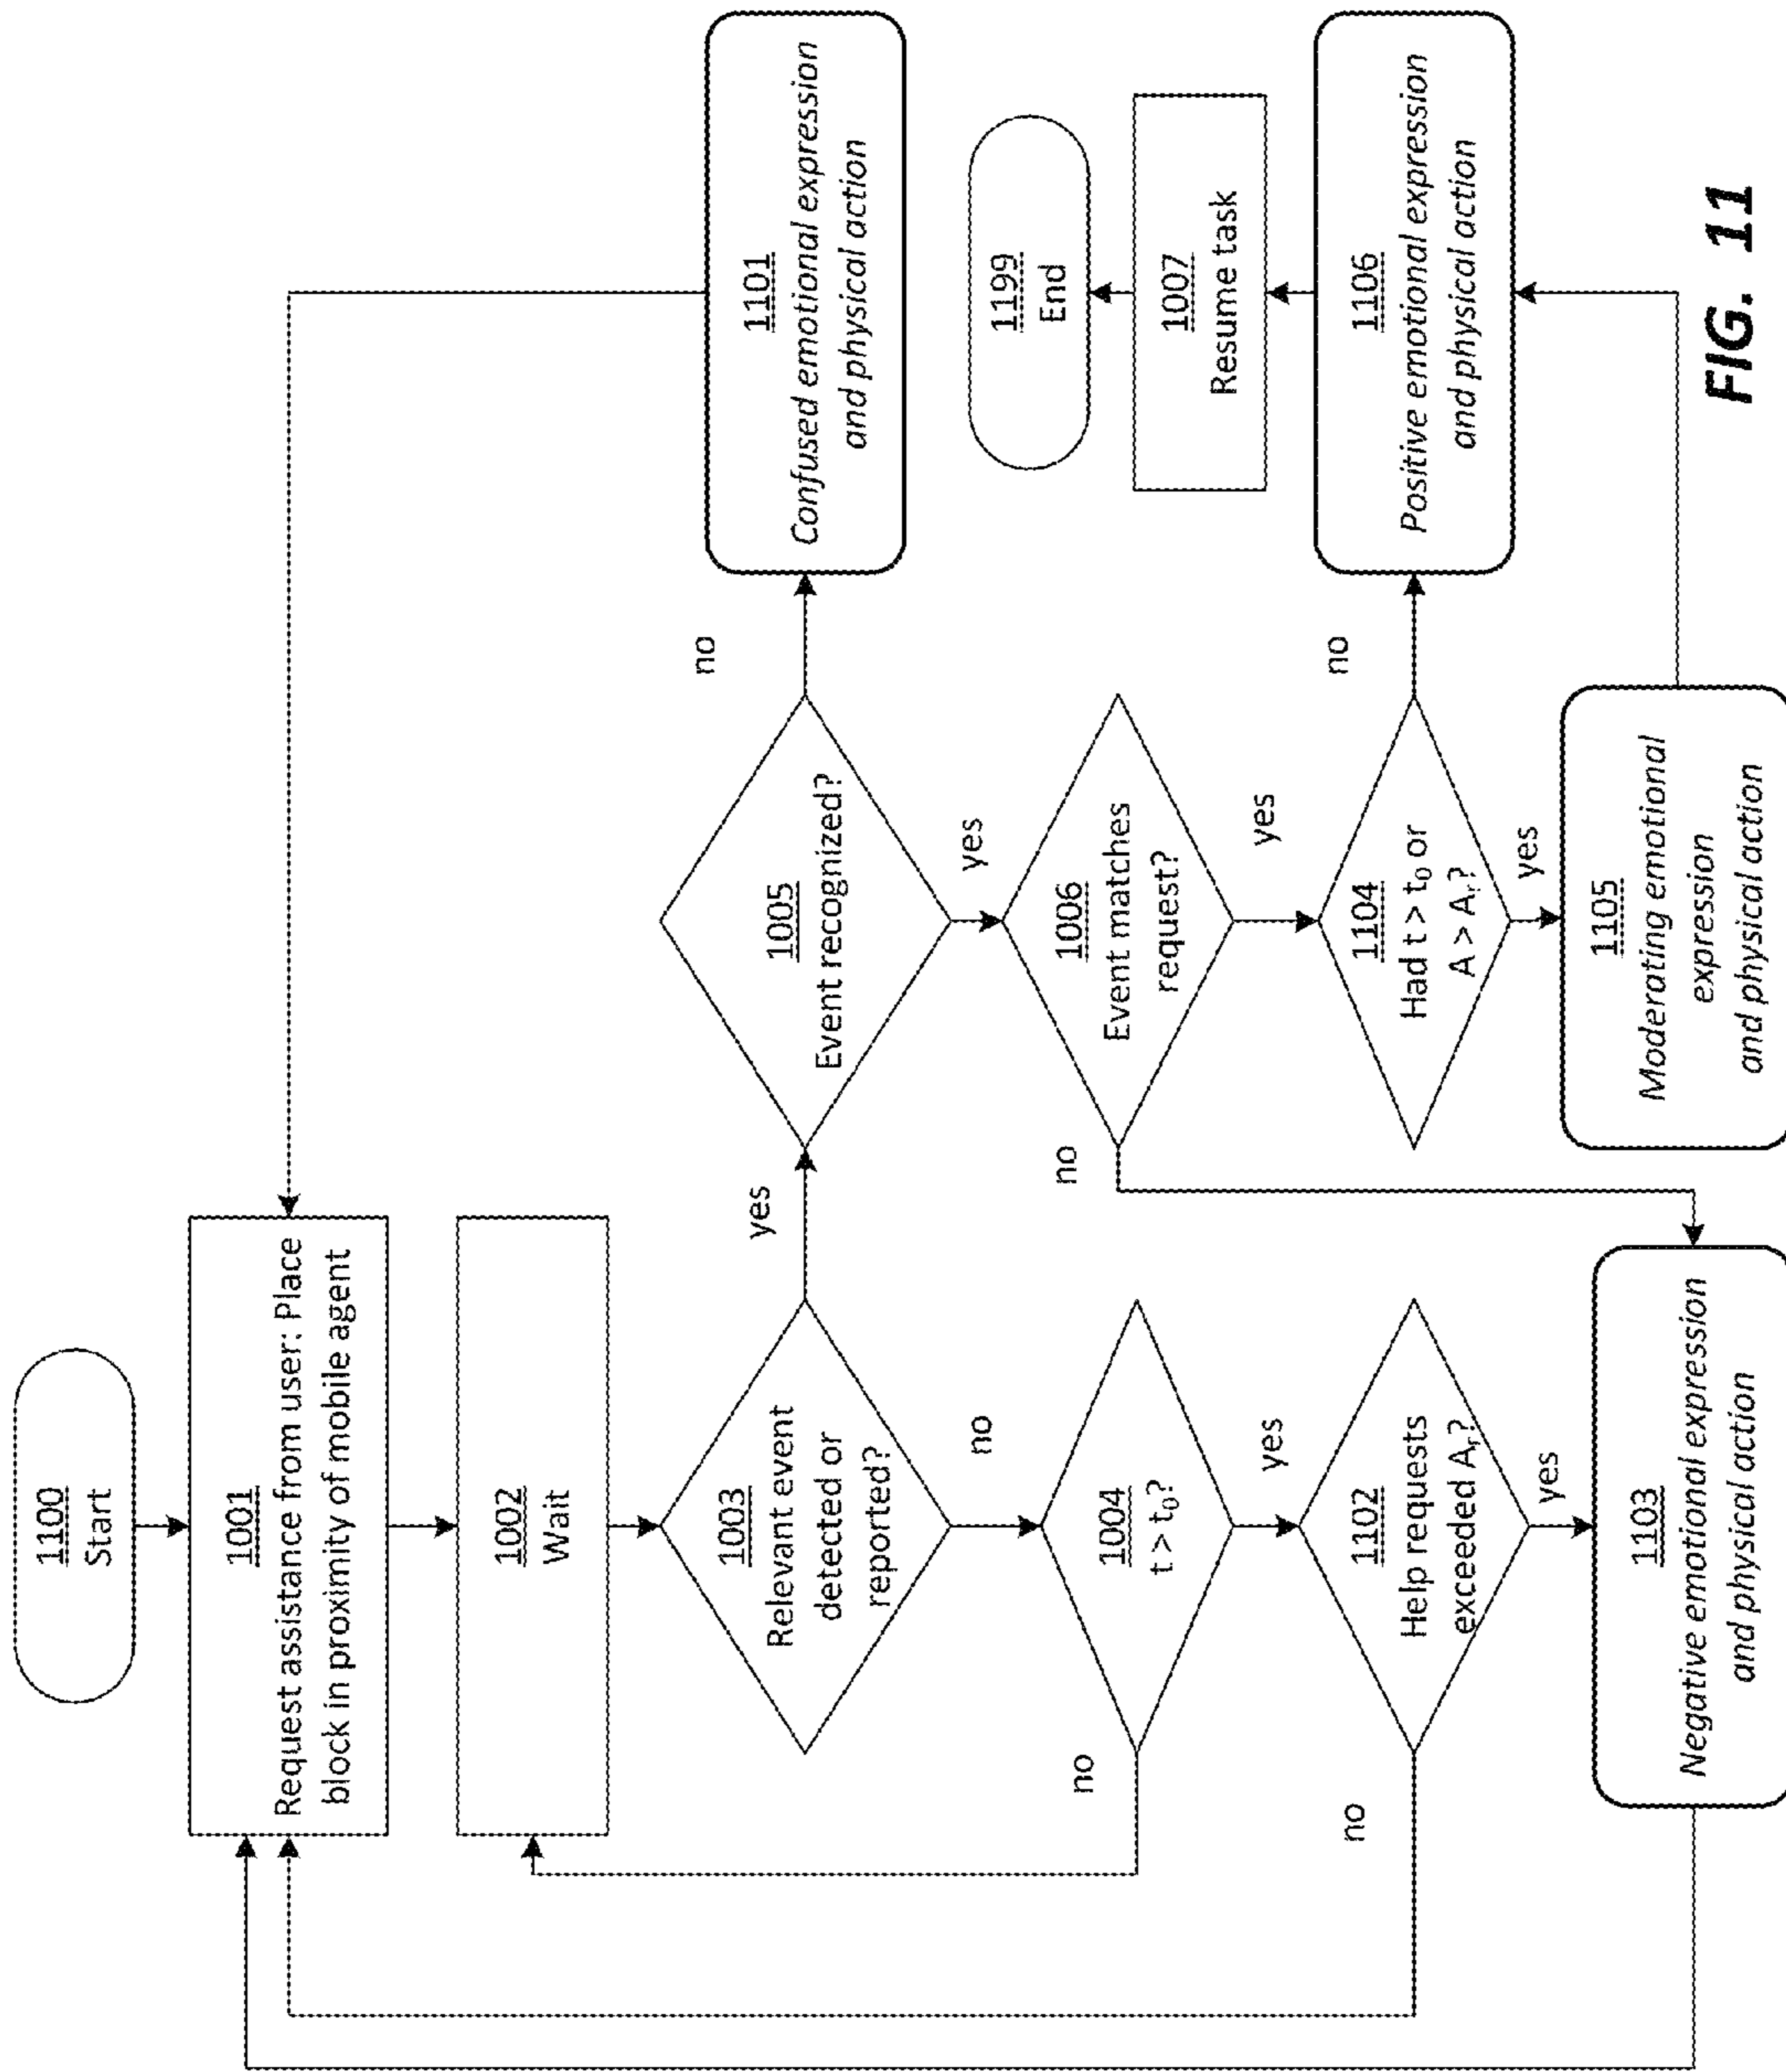 1100
Start
1001
Request assistance from user: Place
block in proximity of mobile agent
1002
Wait
1003
Relevant event
detected or
reported?
yes
no
1004
t > t₀?
no
yes
1102
Help requests
exceeded Aᵣ?
no
yes
1103
Negative emotional expression
and physical action
1005
Event recognized?
no
yes
1006
Event matches
request?
no
yes
1104
Had t > t₀ or
A > Aᵣ?
no
yes
1105
Moderating emotional
expression
and physical action
1101
Confused emotional expression
and physical action
1199
End
1007
Resume task
1106
Positive emotional expression
and physical action
FIG. 11